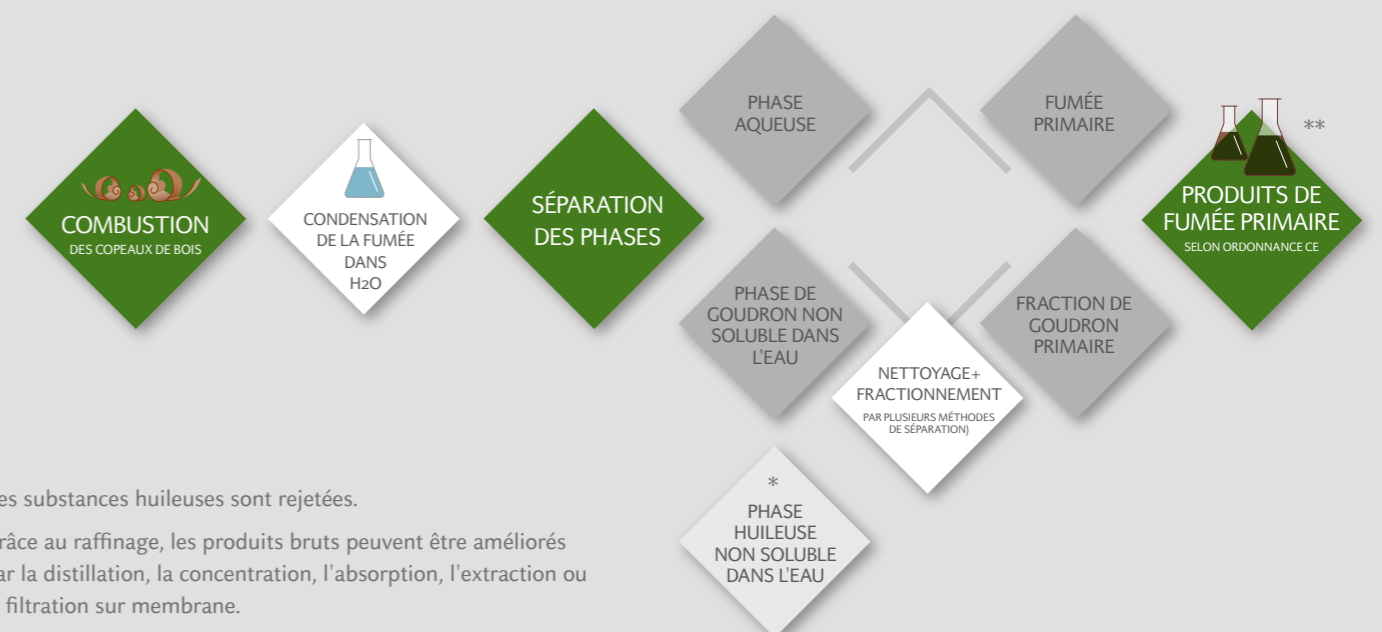 COMBUSTION
DES COPEAUX DE BOIS
CONDENSATION
DE LA FUMÉE
DANS
H2O
SÉPARATION
DES PHASES
PHASE
AQUEUSE
FUMÉE
PRIMAIRE
**
PRODUITS DE
FUMÉE PRIMAIRE
SELON ORDONNANCE CE
PHASE DE
GOUDRON NON
SOLUBLE DANS
L'EAU
FRACTION DE
GOUDRON
PRIMAIRE
NETTOYAGE+
FRACTIONNEMENT
PAR PLUSIEURS MÉTHODES
DE SÉPARATION)
*
PHASE
HUILEUSE
NON SOLUBLE
DANS L'EAU
es substances huileuses sont rejetées.
râce au raffinage, les produits bruts peuvent être améliorés
ar la distillation, la concentration, l'absorption, l'extraction ou
filtration sur membrane.